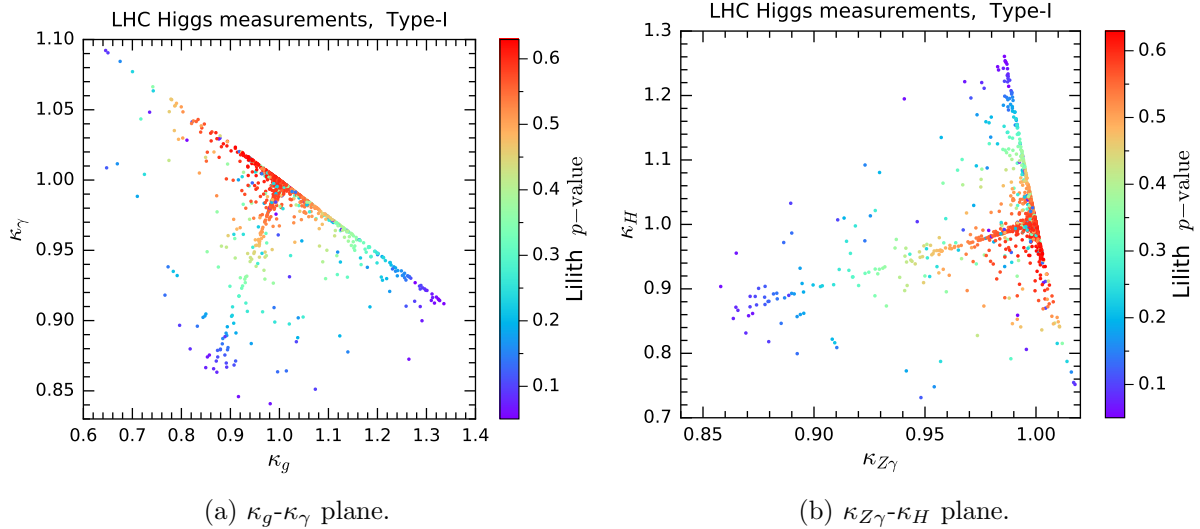 LHC Higgs measurements, Type-I
1.10
1.05
1.00
0.95
0.90
0.85
κγ
0.6 0.7 0.8 0.9 1.0 1.1 1.2 1.3 1.4
κg
0.6
0.5
0.4
0.3
0.2
0.1
Lilith p−value
(a) κg-κγ plane.
LHC Higgs measurements, Type-I
1.3
1.2
1.1
1.0
0.9
0.8
0.7
κH
0.85 0.90 0.95 1.00
κZγ
0.6
0.5
0.4
0.3
0.2
0.1
Lilith p−value
(b) κZγ-κH plane.